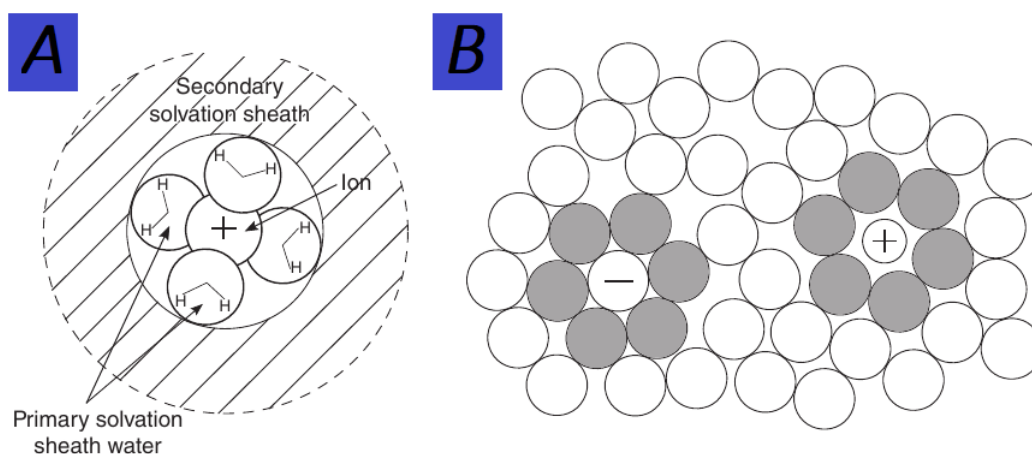 A
B
Secondary
solvation sheath
H
H
H
H
Ion
+
H
H
H
H
Primary solvation
sheath water
−
+